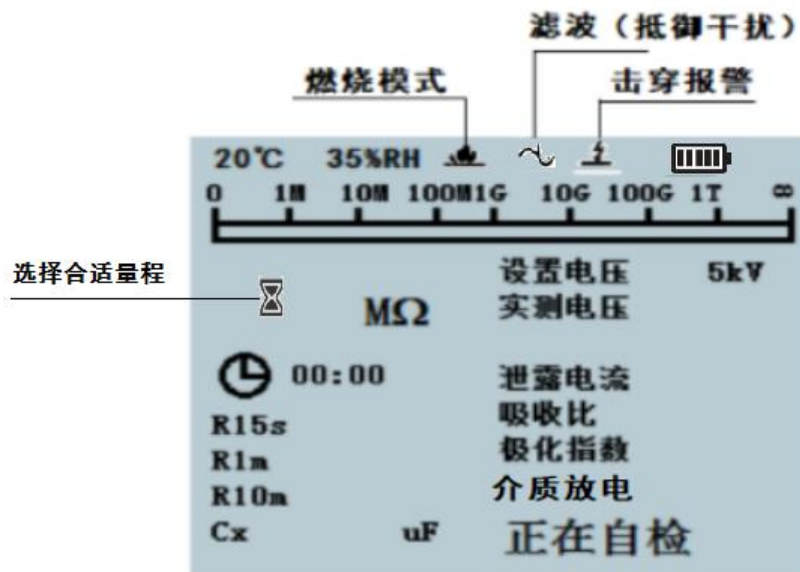 滤波（抵御干扰）
燃烧模式 击穿报警
20℃ 35%RH
0 1M 10M 100M 1G 10G 100G 1T ∞
选择合适量程
设置电压 5kV
MΩ 实测电压
00:00 泄露电流
R15s 吸收比
R1m 极化指数
R10m 介质放电
Cx uF 正在自检